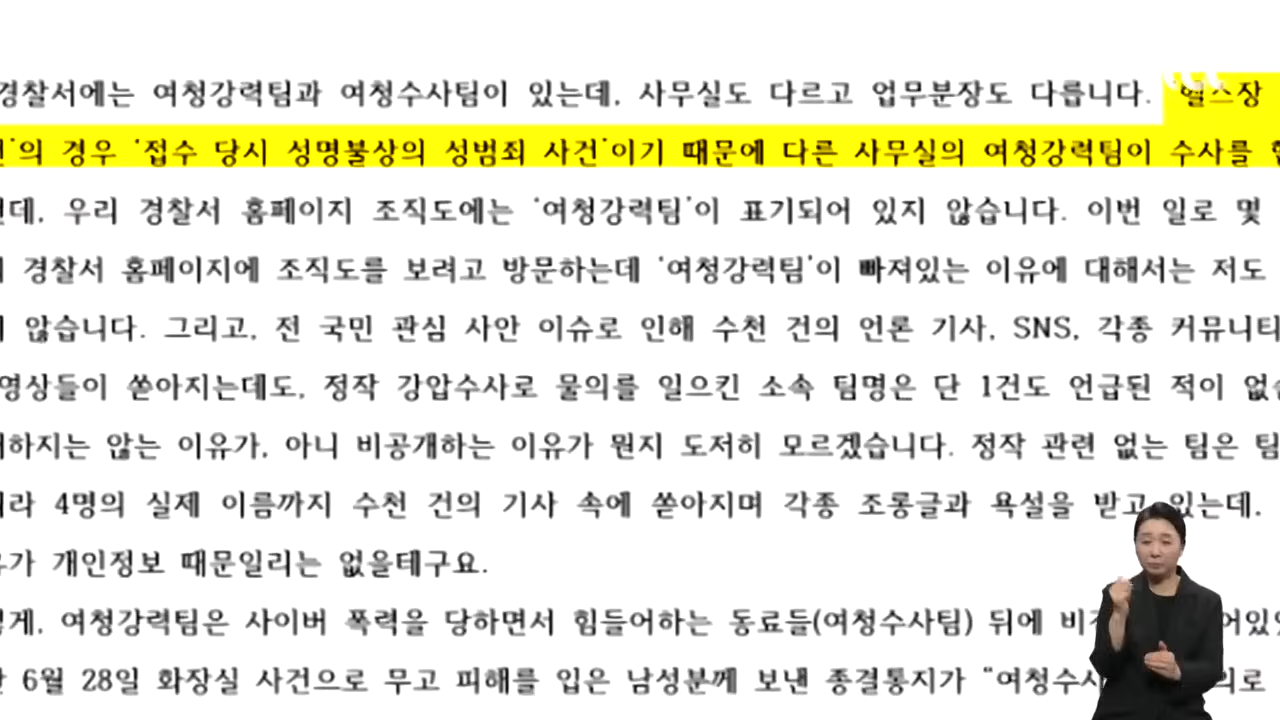 경찰서에는 여청강력팀과 여청수사팀이 있는데, 사무실도 다르고 업무분장도 다릅니다. '헬스장
의 경우 '접수 당시 성명불상의 성범죄 사건'이기 때문에 다른 사무실의 여청강력팀이 수사를
데, 우리 경찰서 홈페이지 조직도에는 '여청강력팀'이 표기되어 있지 않습니다. 이번 일로 몇
경찰서 홈페이지에 조직도를 보려고 방문하는데 '여청강력팀'이 빠져있는 이유에 대해서는 저도
않습니다. 그리고, 전 국민 관심 사안 이슈로 인해 수천 건의 언론 기사, SNS, 각종 커뮤니티
영상들이 쏟아지는데도, 정작 강압수사로 물의를 일으킨 소속 팀명은 단 1건도 언급된 적이
하지는 않는 이유가, 아니 비공개하는 이유가 뭔지 도저히 모르겠습니다. 정작 관련 없는 팀은 팀
라 4명의 실제 이름까지 수천 건의 기사 속에 쏟아지며 각종 조롱글과 욕설을 받고 있는데,
가 개인정보 때문일리는 없을테구요.
게, 여청강력팀은 사이버 폭력을 당하면서 힘들어하는 동료들(여청수사팀) 뒤에
6월 28일 화장실 사건으로 무고 피해를 입은 남성분께 보낸 종결통지가 "여청수사 의로